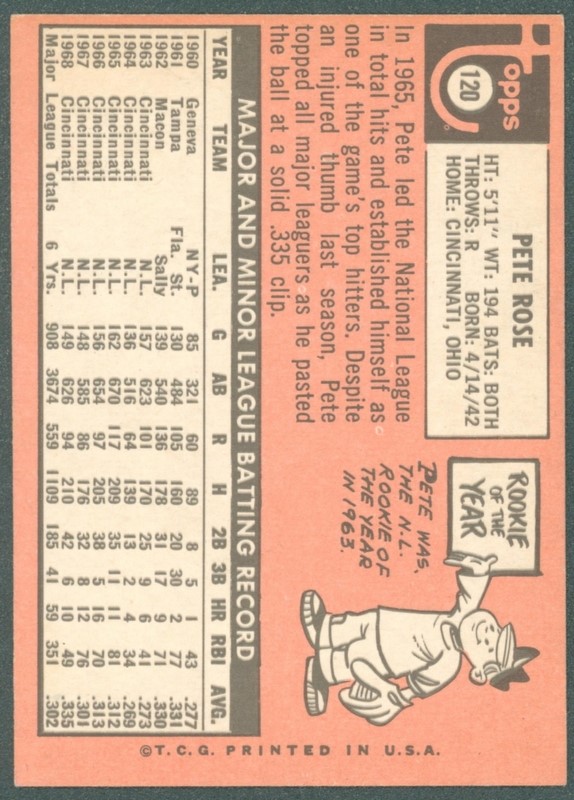 Topps
120
PETE ROSE
HT: 5'11" WT: 194 BATS: BOTH
THROWS: R BORN: 4/14/42
HOME: CINCINNATI, OHIO
In 1965, Pete led the National League
in total hits and established himself as
one of the game's top hitters. Despite
an injured thumb last season, Pete
topped all major leaguers as he pasted
the ball at a solid .335 clip.
ROOKIE
OF THE
YEAR
PETE WAS
THE N.L.
ROOKIE OF
THE YEAR
IN 1963.
MAJOR AND MINOR LEAGUE BATTING RECORD
YEAR TEAM LEA. G AB R H 2B 3B HR RBI AVG.
1960 Geneva NY-P 85 321 60 89 8 5 1 43 .277
1961 Tampa Fla. St. 130 484 105 160 20 30 2 77 .331
1962 Macon Sally 139 540 136 178 31 17 9 71 .330
1963 Cincinnati N.L. 157 623 101 170 25 9 6 41 .273
1964 Cincinnati N.L. 136 516 64 139 13 2 4 34 .269
1965 Cincinnati N.L. 162 670 117 209 35 11 11 81 .312
1966 Cincinnati N.L. 156 654 97 205 38 5 16 70 .313
1967 Cincinnati N.L. 148 585 86 176 32 8 12 76 .301
1968 Cincinnati N.L. 149 626 94 210 42 6 10 49 .335
Major League Totals 6 Yrs. 908 3674 559 1109 185 41 59 351 .302
©T.C.G. PRINTED IN U.S.A.